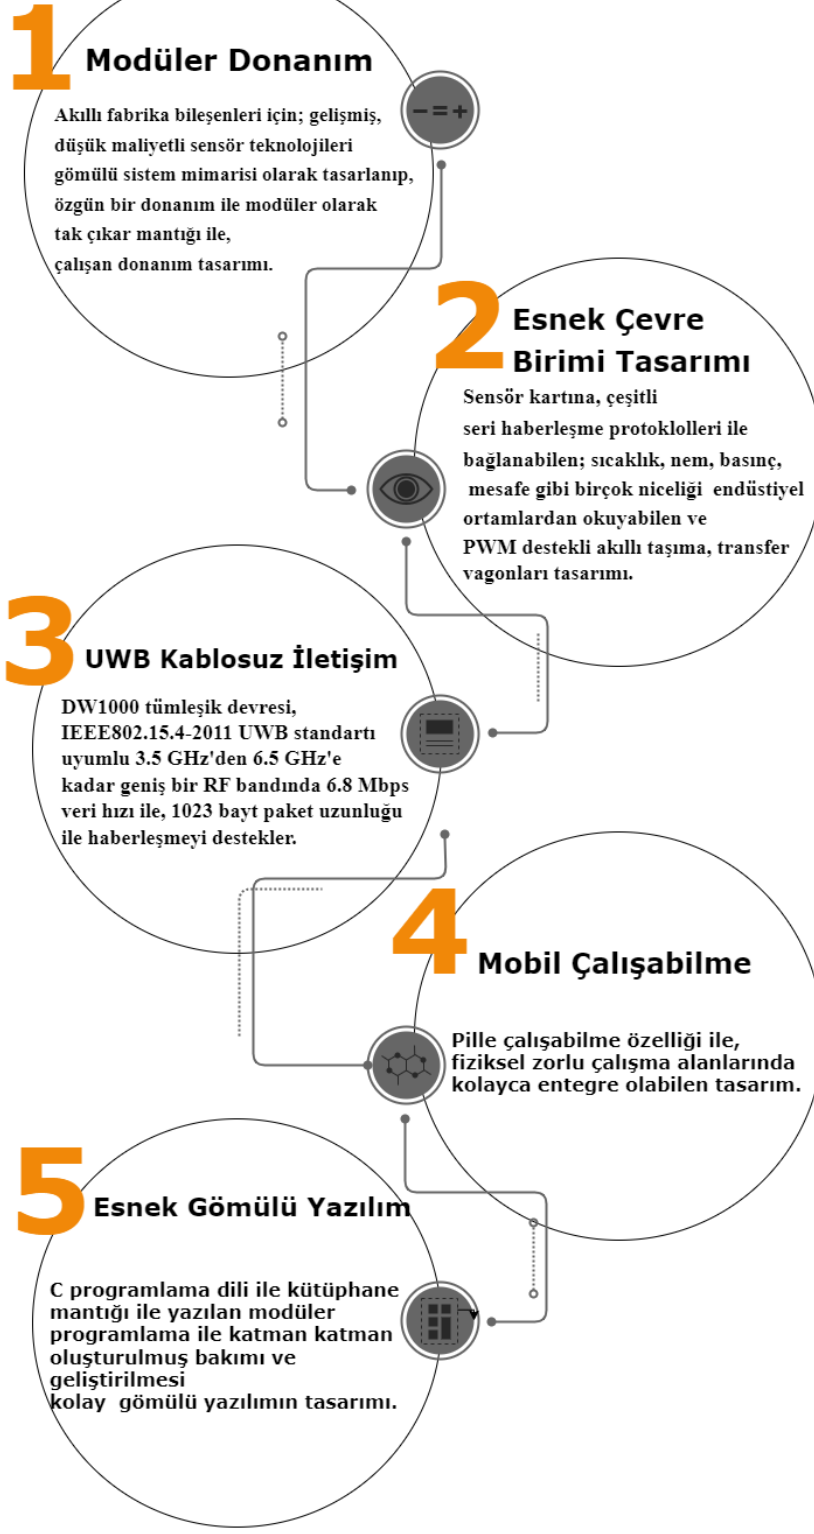 1
Modüler Donanım
Akıllı fabrika bileşenleri için; gelişmiş,
düşük maliyetli sensör teknolojileri
gömülü sistem mimarisi olarak tasarlanıp,
özgün bir donanım ile modüler olarak
tak çıkar mantığı ile,
çalışan donanım tasarımı.
2
Esnek Çevre
Birimi Tasarımı
Sensör kartına, çeşitli
seri haberleşme protoklolleri ile
bağlanabilen; sıcaklık, nem, basınç,
mesafe gibi birçok niceliği endüstiyel
ortamlardan okuyabilen ve
PWM destekli akıllı taşıma, transfer
vagonları tasarımı.
3
UWB Kablosuz İletişim
DW1000 tümleşik devresi,
IEEE802.15.4-2011 UWB standartı
uyumlu 3.5 GHz'den 6.5 GHz'e
kadar geniş bir RF bandında 6.8 Mbps
veri hızı ile, 1023 bayt paket uzunluğu
ile haberleşmeyi destekler.
4
Mobil Çalışabilme
Pille çalışabilme özelliği ile,
fiziksel zorlu çalışma alanlarında
kolayca entegre olabilen tasarım.
5
Esnek Gömülü Yazılım
C programlama dili ile kütüphane
mantığı ile yazılan modüler
programlama ile katman katman
oluşturulmuş bakımı ve
geliştirilmesi
kolay gömülü yazılımın tasarımı.